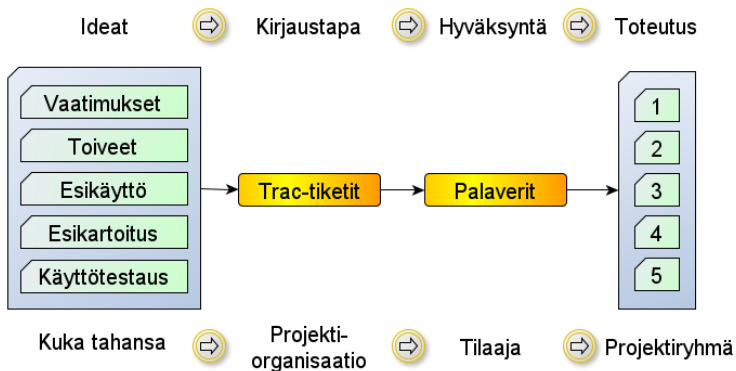 Ideat
Kirjaustapa
Hyväksyntä
Toteutus
Vaatimukset
Toiveet
Esikäyttö
Esikartoitus
Käyttötestaus
Trac-tiketit
Palaverit
1
2
3
4
5
Kuka tahansa
Projekti-
organisaatio
Tilaaja
Projektiryhmä